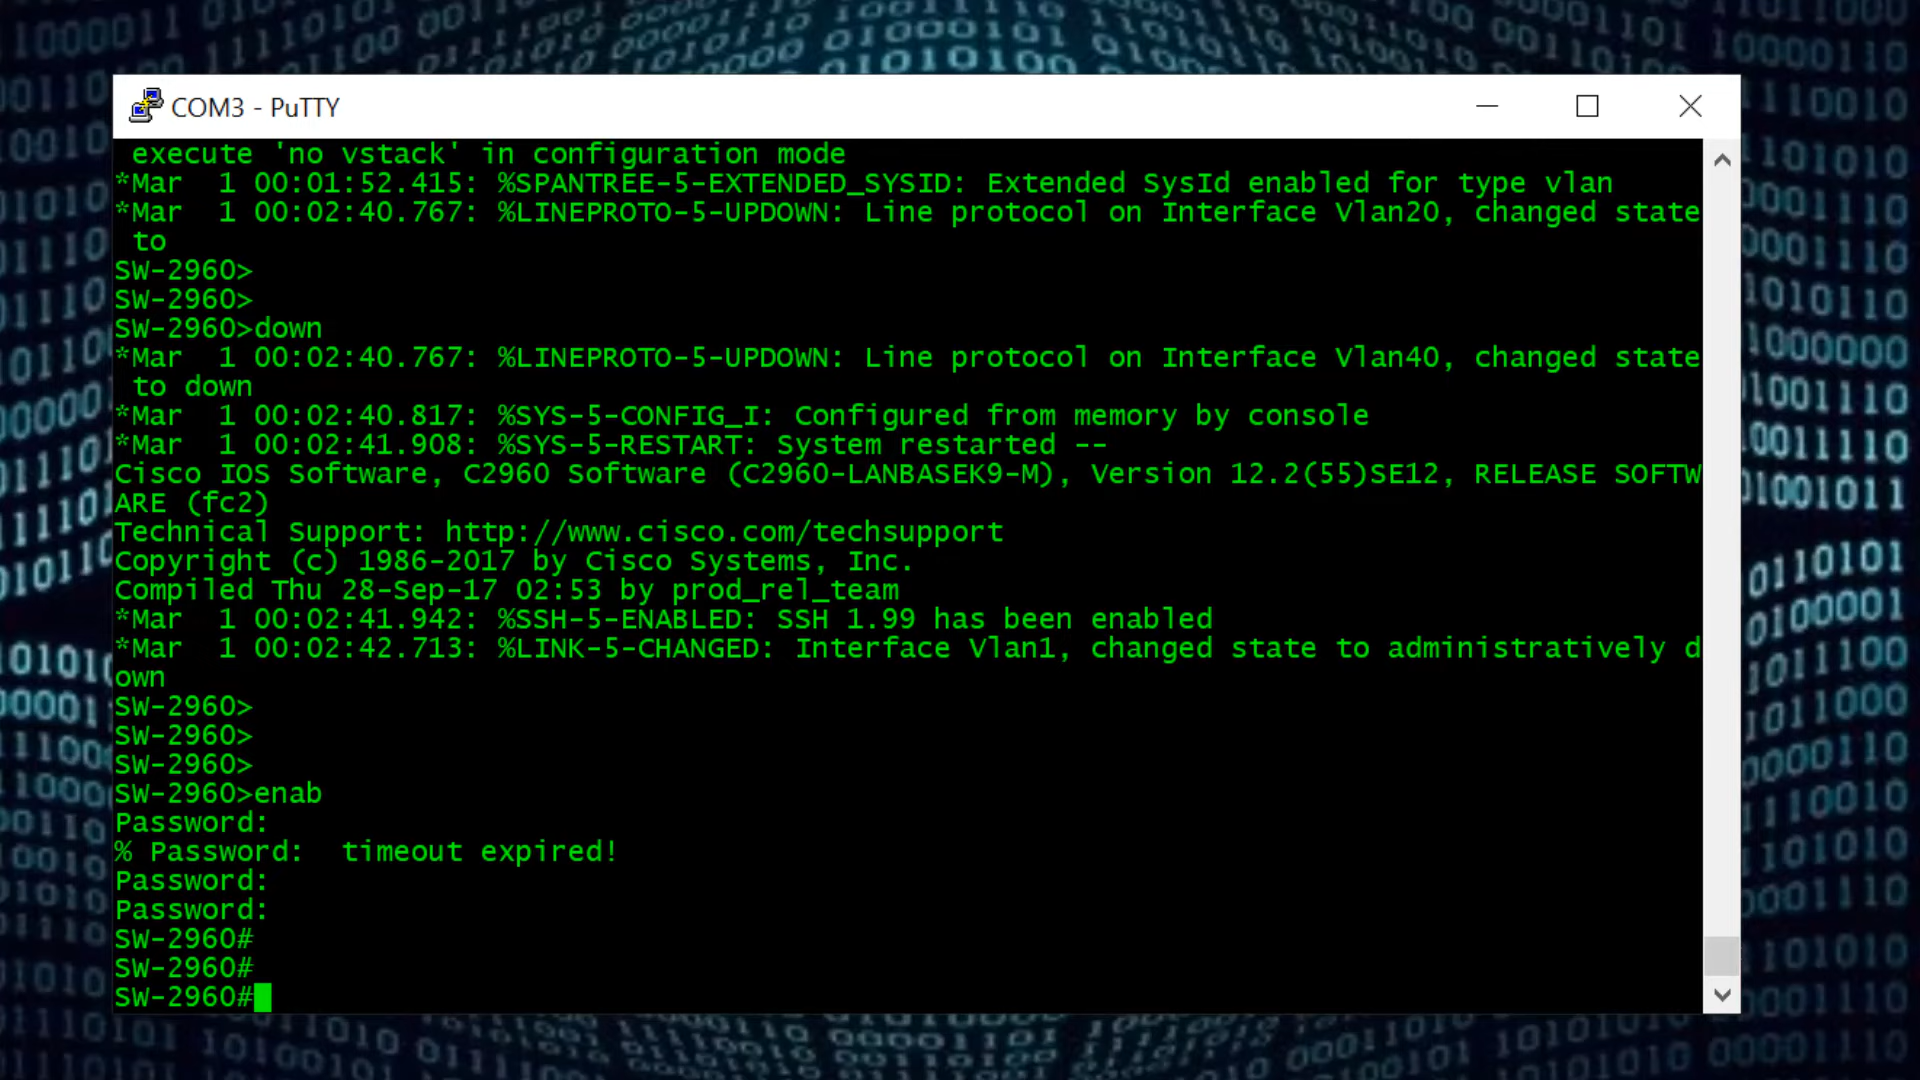 COM3 - PuTTY
execute 'no vstack' in configuration mode
*Mar  1 00:01:52.415: %SPANTREE-5-EXTENDED_SYSID: Extended SysId enabled for type vlan
*Mar  1 00:02:40.767: %LINEPROTO-5-UPDOWN: Line protocol on Interface Vlan20, changed state
to
SW-2960>
SW-2960>
SW-2960>down
*Mar  1 00:02:40.767: %LINEPROTO-5-UPDOWN: Line protocol on Interface Vlan40, changed state
to down
*Mar  1 00:02:40.817: %SYS-5-CONFIG_I: Configured from memory by console
*Mar  1 00:02:41.908: %SYS-5-RESTART: System restarted --
Cisco IOS Software, C2960 Software (C2960-LANBASEK9-M), Version 12.2(55)SE12, RELEASE SOFTW
ARE (fc2)
Technical Support: http://www.cisco.com/techsupport
Copyright (c) 1986-2017 by Cisco Systems, Inc.
Compiled Thu 28-Sep-17 02:53 by prod_rel_team
*Mar  1 00:02:41.942: %SSH-5-ENABLED: SSH 1.99 has been enabled
*Mar  1 00:02:42.713: %LINK-5-CHANGED: Interface Vlan1, changed state to administratively d
own
SW-2960>
SW-2960>
SW-2960>
SW-2960>enab
Password:
% Password:  timeout expired!
Password:
Password:
SW-2960#
SW-2960#
SW-2960#